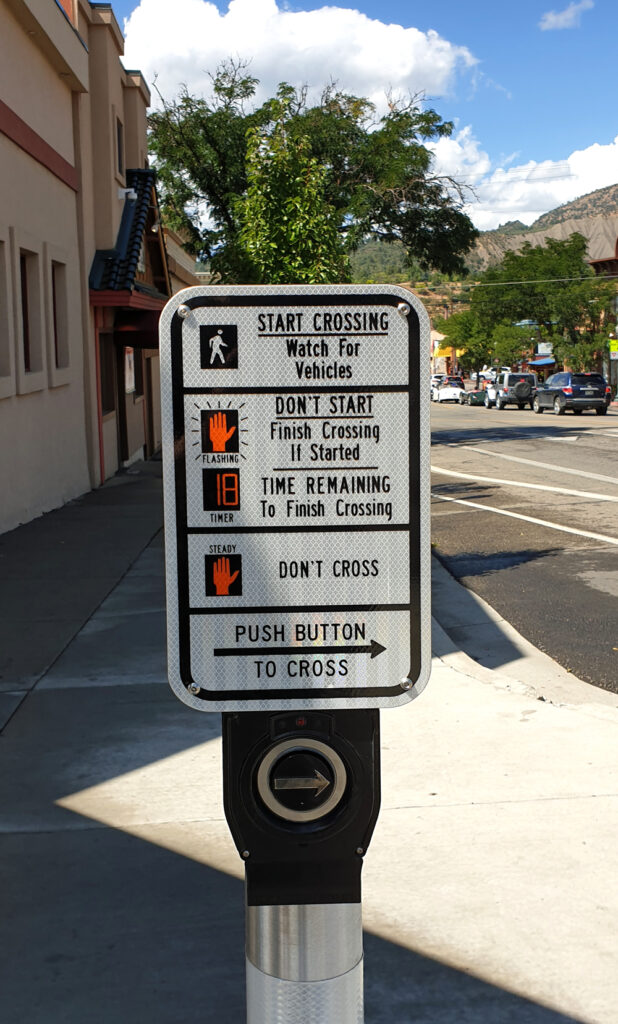 START CROSSING
Watch For
Vehicles
DON'T START
Finish Crossing
If Started
FLASHING
18
TIMER
TIME REMAINING
To Finish Crossing
STEADY
DON'T CROSS
PUSH BUTTON
TO CROSS